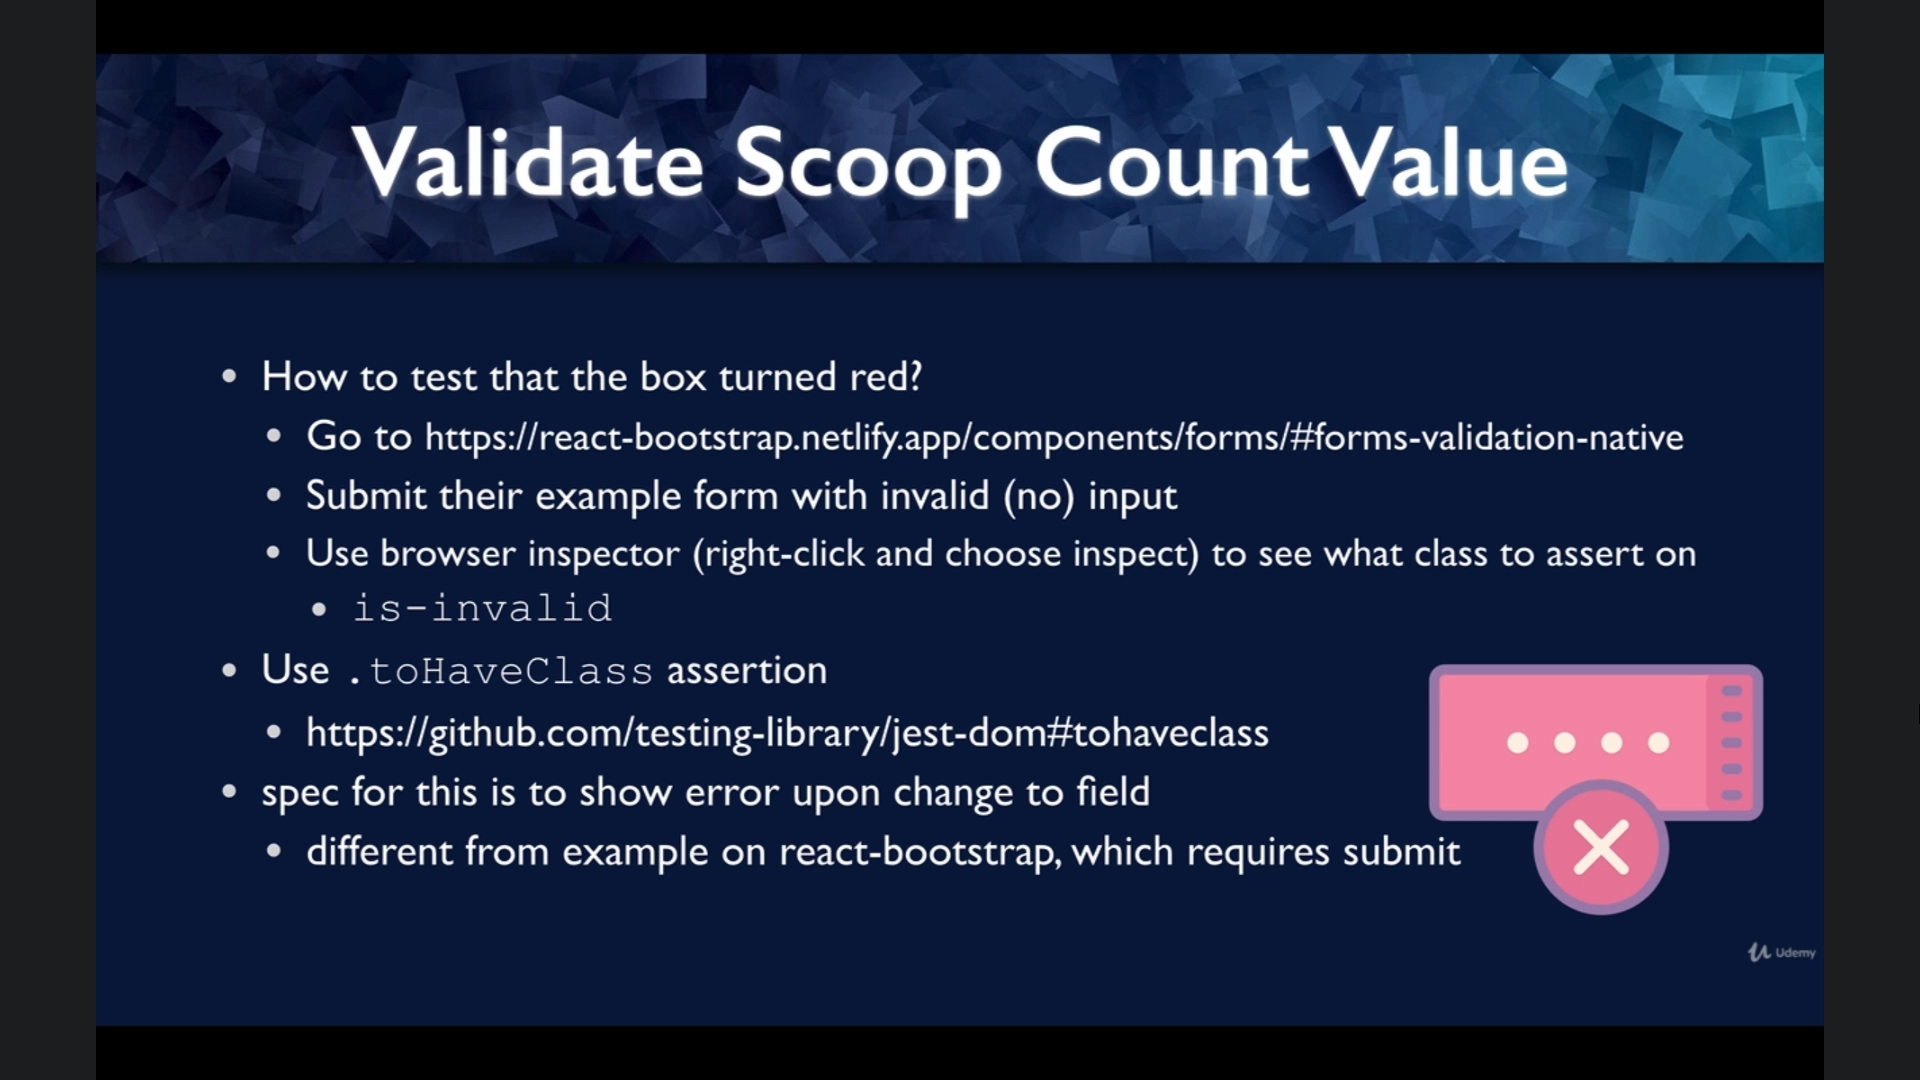 Validate Scoop Count Value
• How to test that the box turned red?
• Go to https://react-bootstrap.netlify.app/components/forms/#forms-validation-native
• Submit their example form with invalid (no) input
• Use browser inspector (right-click and choose inspect) to see what class to assert on
• is-invalid
• Use .toHaveClass assertion
• https://github.com/testing-library/jest-dom#tohaveclass
• spec for this is to show error upon change to field
• different from example on react-bootstrap, which requires submit
Udemy